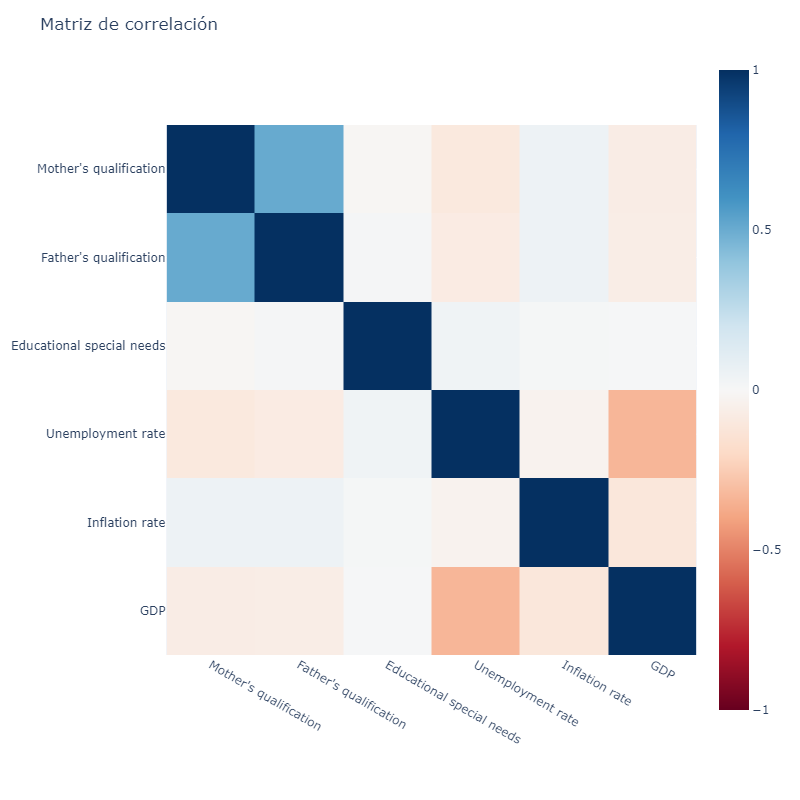 Matriz de correlación
Mother's qualification
Father's qualification
Educational special needs
Unemployment rate
Inflation rate
GDP
Mother's qualification
Father's qualification
Educational special needs
Unemployment rate
Inflation rate
GDP
1
0.5
0
−0.5
−1